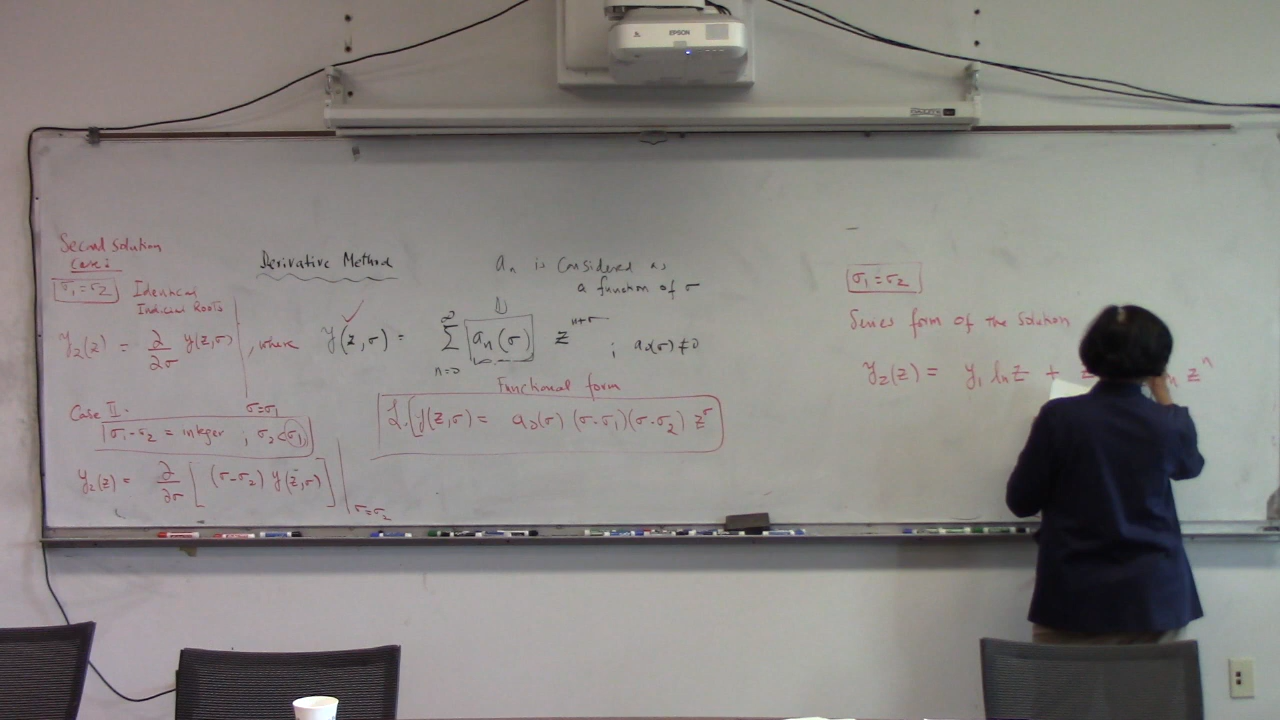 EPSON
Second Solution
Case:
σ₁ = σ₂ Identical
Indicial Roots
y₂(z) = ∂/∂σ y(z,σ) |σ=σ₁ , where
Case II.
σ₁ - σ₂ = integer ; σ₂ < σ₁
y₂(z) = ∂/∂σ [ (σ-σ₂) y(z,σ) ] |σ=σ₂
Derivative Method
aₙ is Considered as
a function of σ
y(z,σ) = ∑ₙ₌₀^∞ aₙ(σ) z^(n+σ) ; a₀(σ) ≠ 0
Functional form
L.[y(z,σ) = a₀(σ) (σ-σ₁)(σ-σ₂) z^σ
σ₁ = σ₂
Series form of the Solution
y₂(z) = y₁ ln z + z n zⁿ